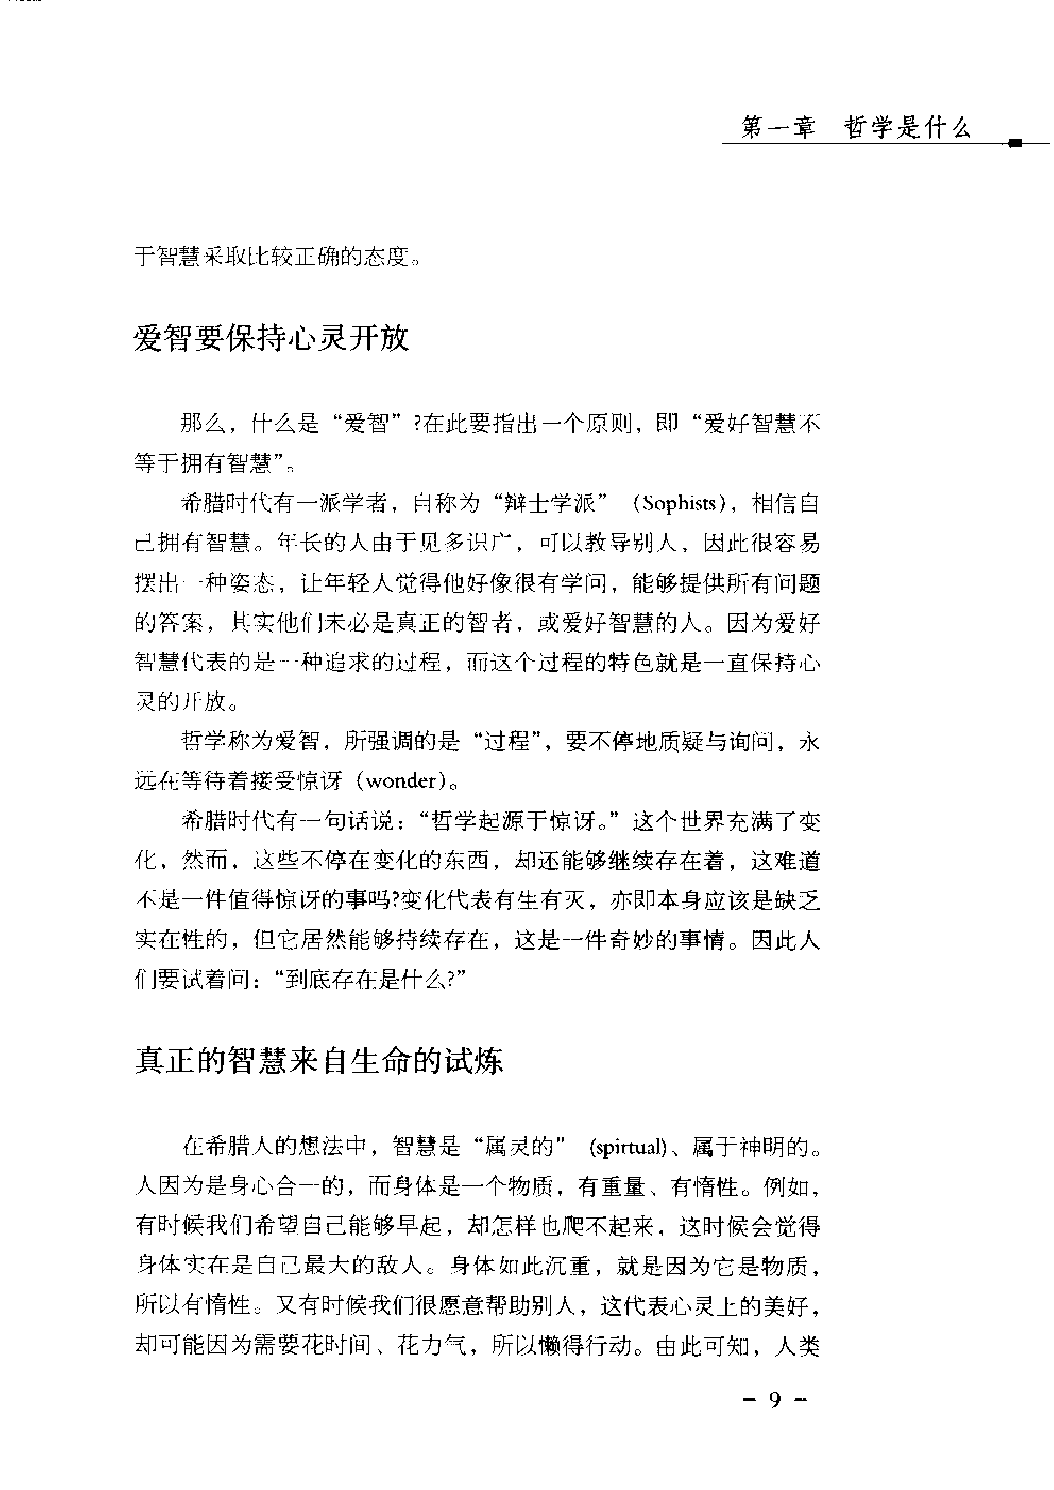 第一章 哲学是什么
于智慧采取比较正确的态度。
爱智要保持心灵开放
那么，什么是“爱智”?在此要指出一个原则，即“爱好智慧不
等于拥有智慧”。
希腊时代有一派学者，自称为“辩士学派”（Sophists），相信自
己拥有智慧。年长的人由于见多识广，可以教导别人，因此很容易
摆出一种姿态，让年轻人觉得他好像很有学问，能够提供所有问题
的答案，其实他们未必是真正的智者，或爱好智慧的人。因为爱好
智慧代表的是一种追求的过程，而这个过程的特色就是一直保持心
灵的开放。
哲学称为爱智，所强调的是“过程”，要不停地质疑与询问，永
远在等待着接受惊讶（wonder）。
希腊时代有一句话说：“哲学起源于惊讶。”这个世界充满了变
化，然而，这些不停在变化的东西，却还能够继续存在着，这难道
不是一件值得惊讶的事吗?变化代表有生有灭，亦即本身应该是缺乏
实在性的，但它居然能够持续存在，这是一件奇妙的事情。因此人
们要试着问：“到底存在是什么?”
真正的智慧来自生命的试炼
在希腊人的想法中，智慧是“属灵的”（spirtual）、属于神明的。
人因为是身心合一的，而身体是一个物质，有重量、有惰性。例如，
有时候我们希望自己能够早起，却怎样也爬不起来，这时候会觉得
身体实在是自己最大的敌人。身体如此沉重，就是因为它是物质，
所以有惰性。又有时候我们很愿意帮助别人，这代表心灵上的美好，
却可能因为需要花时间、花力气，所以懒得行动。由此可知，人类
－ 9 －